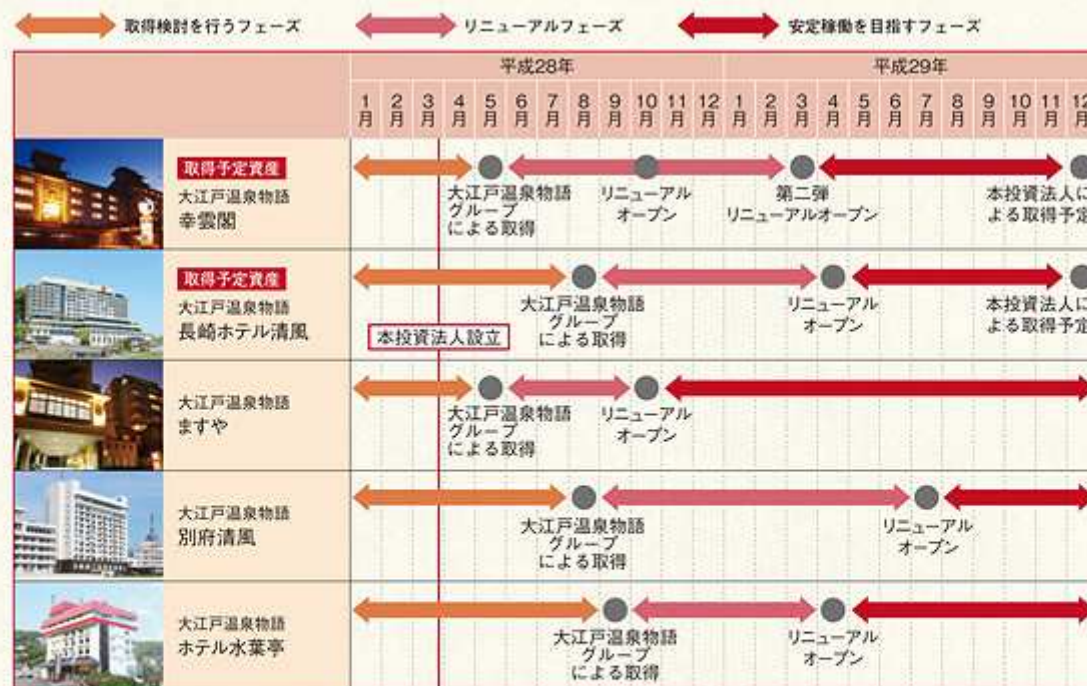 取得検討を行うフェーズ リニューアルフェーズ 安定稼働を目指すフェーズ
平成28年 平成29年
1月 2月 3月 4月 5月 6月 7月 8月 9月 10月 11月 12月 1月 2月 3月 4月 5月 6月 7月 8月 9月 10月 11月 12月
取得予定資産
大江戸温泉物語
幸雲閣
大江戸温泉物語
グループ
による取得
リニューアル
オープン
第二弾
リニューアルオープン
本投資法人に
よる取得予定
取得予定資産
大江戸温泉物語
長崎ホテル清風
大江戸温泉物語
グループ
による取得
リニューアル
オープン
本投資法人に
よる取得予定
本投資法人設立
大江戸温泉物語
ますや
大江戸温泉物語
グループ
による取得
リニューアル
オープン
大江戸温泉物語
別府清風
大江戸温泉物語
グループ
による取得
リニューアル
オープン
大江戸温泉物語
ホテル水葉亭
大江戸温泉物語
グループ
による取得
リニューアル
オープン